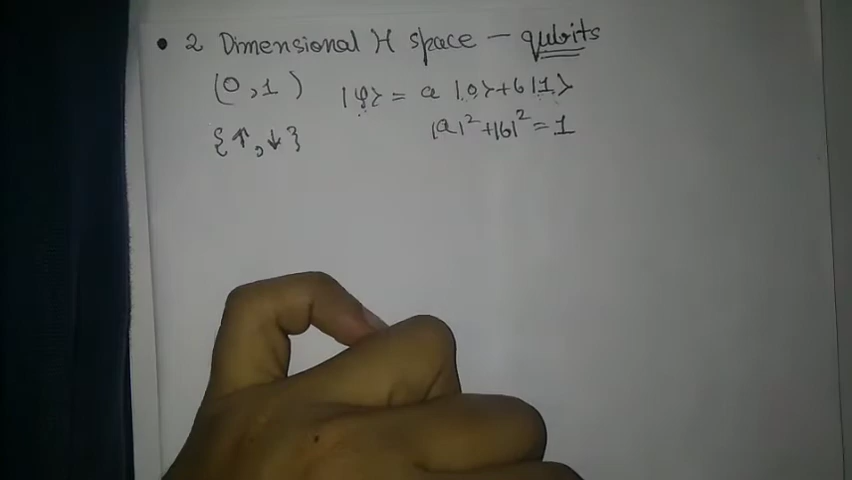 • 2 Dimensional H space - qubits
(0,1) |φ> = a |0>+b|1>
{↑,↓} |a|²+|b|² = 1